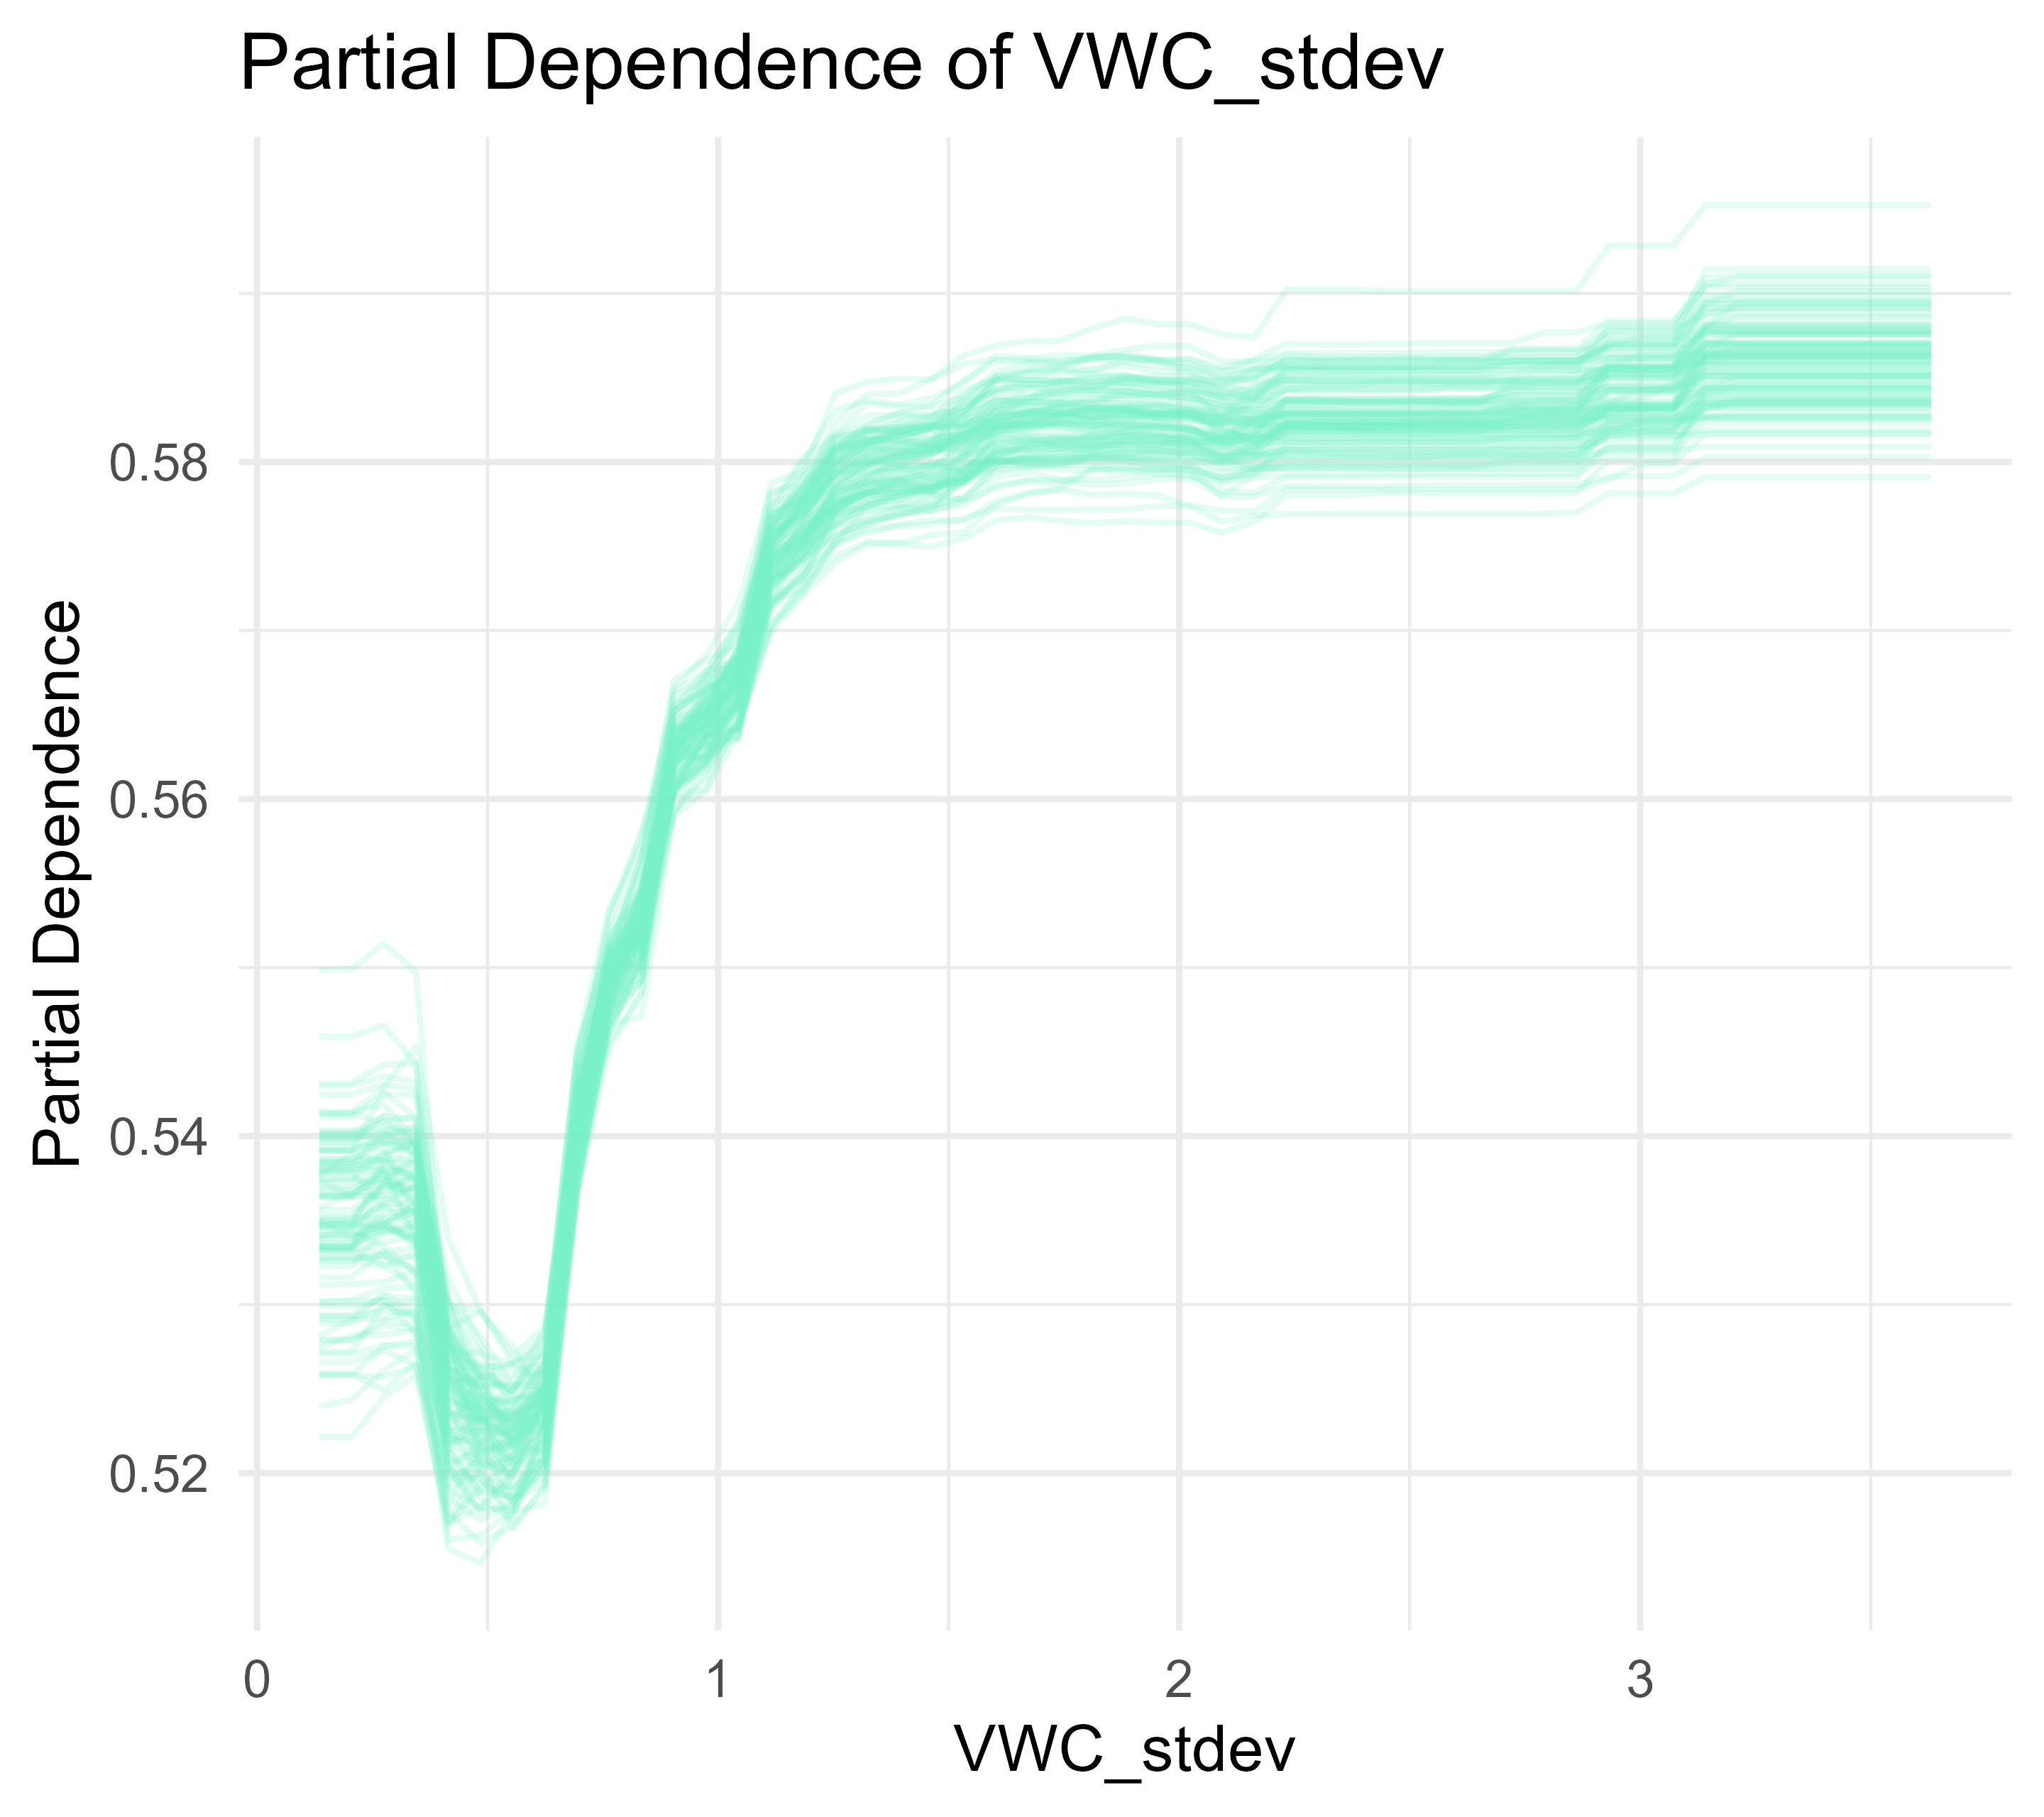 Partial Dependence of VWC_stdev
Partial Dependence
0.58
0.56
0.54
0.52
0 1 2 3
VWC_stdev